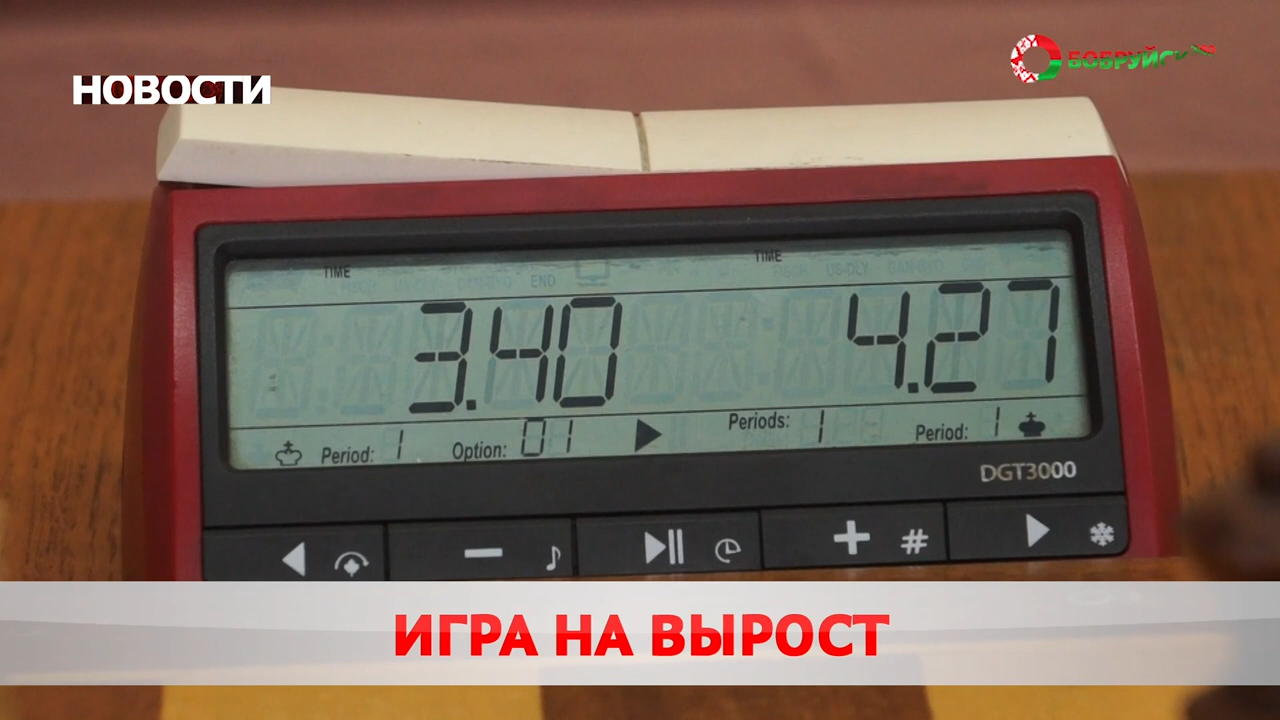 НОВОСТИ
БОБРУЙСК
TIME
TIME
END
3.40
4.27
Period: 1
Option: 01
Periods: 1
Period: 1
DGT3000
ИГРА НА ВЫРОСТ